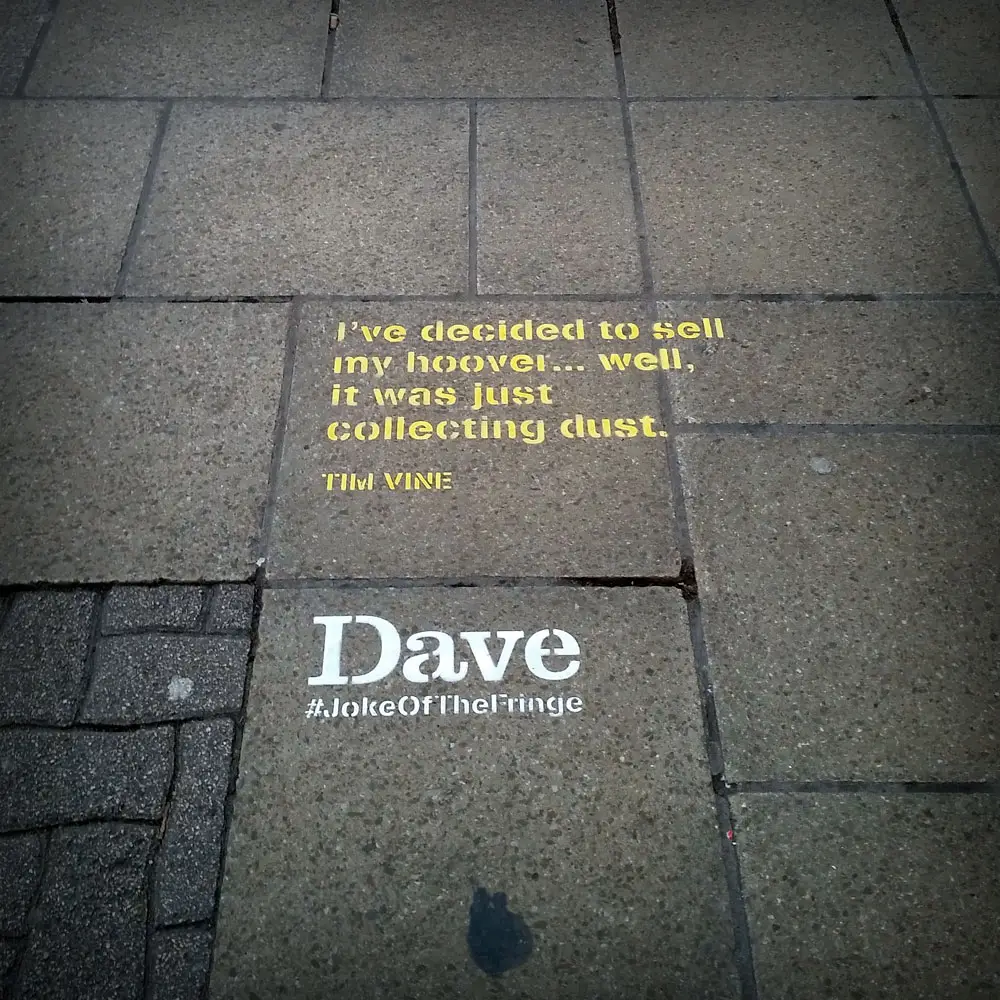 I've decided to sell
my hoover... well,
it was just
collecting dust.
TIM VINE
Dave
#JokeOfTheFringe